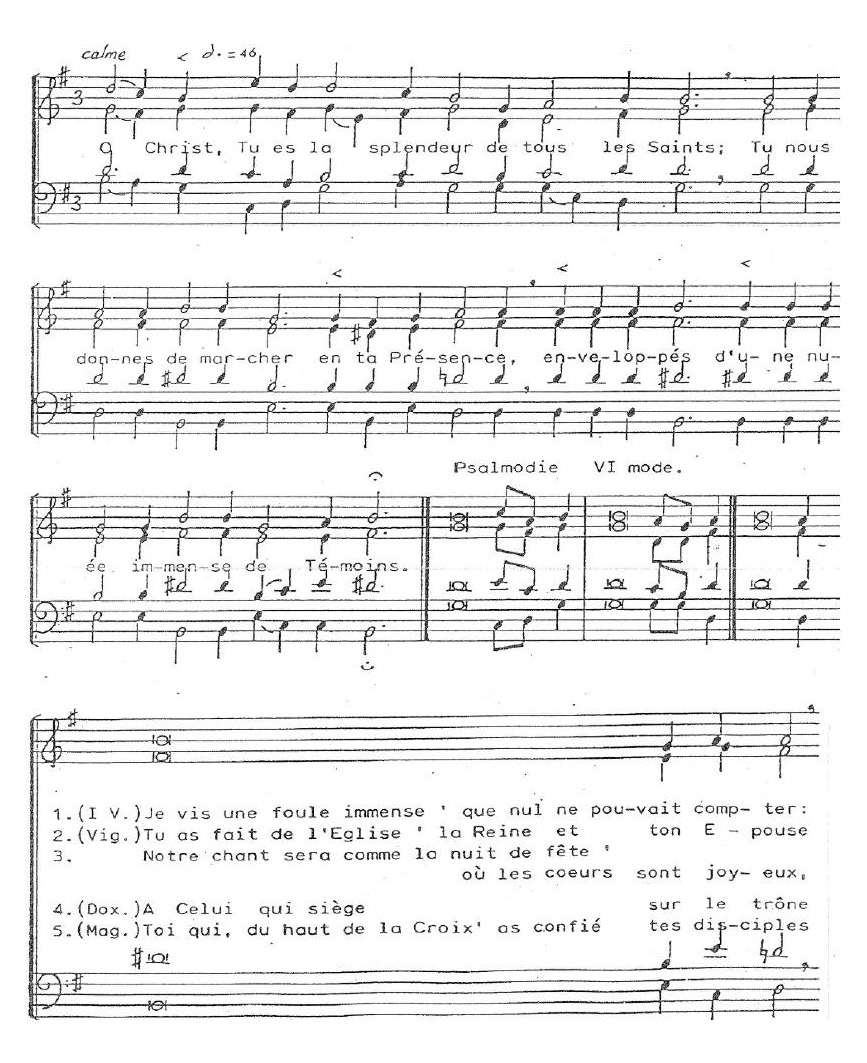 calme < 𝅗𝅥. = 46
O Christ, Tu es la splendeur de tous les Saints; Tu nous
don-nes de mar-cher en ta Pré-sen-ce, en-ve-lop-pés d'u- ne nu-
Psalmodie VI mode.
ée im-men-se de Té-moins.
1.(I V.)Je vis une foule immense ' que nul ne pou-vait comp- ter:
2.(Vig.)Tu as fait de l'Eglise ' la Reine et ton E - pouse
3. Notre chant sera comme la nuit de fête '
où les coeurs sont joy- eux,
4.(Dox.)A Celui qui siège sur le trône
5.(Mag.)Toi qui, du haut de la Croix' as confié tes dis-ciples